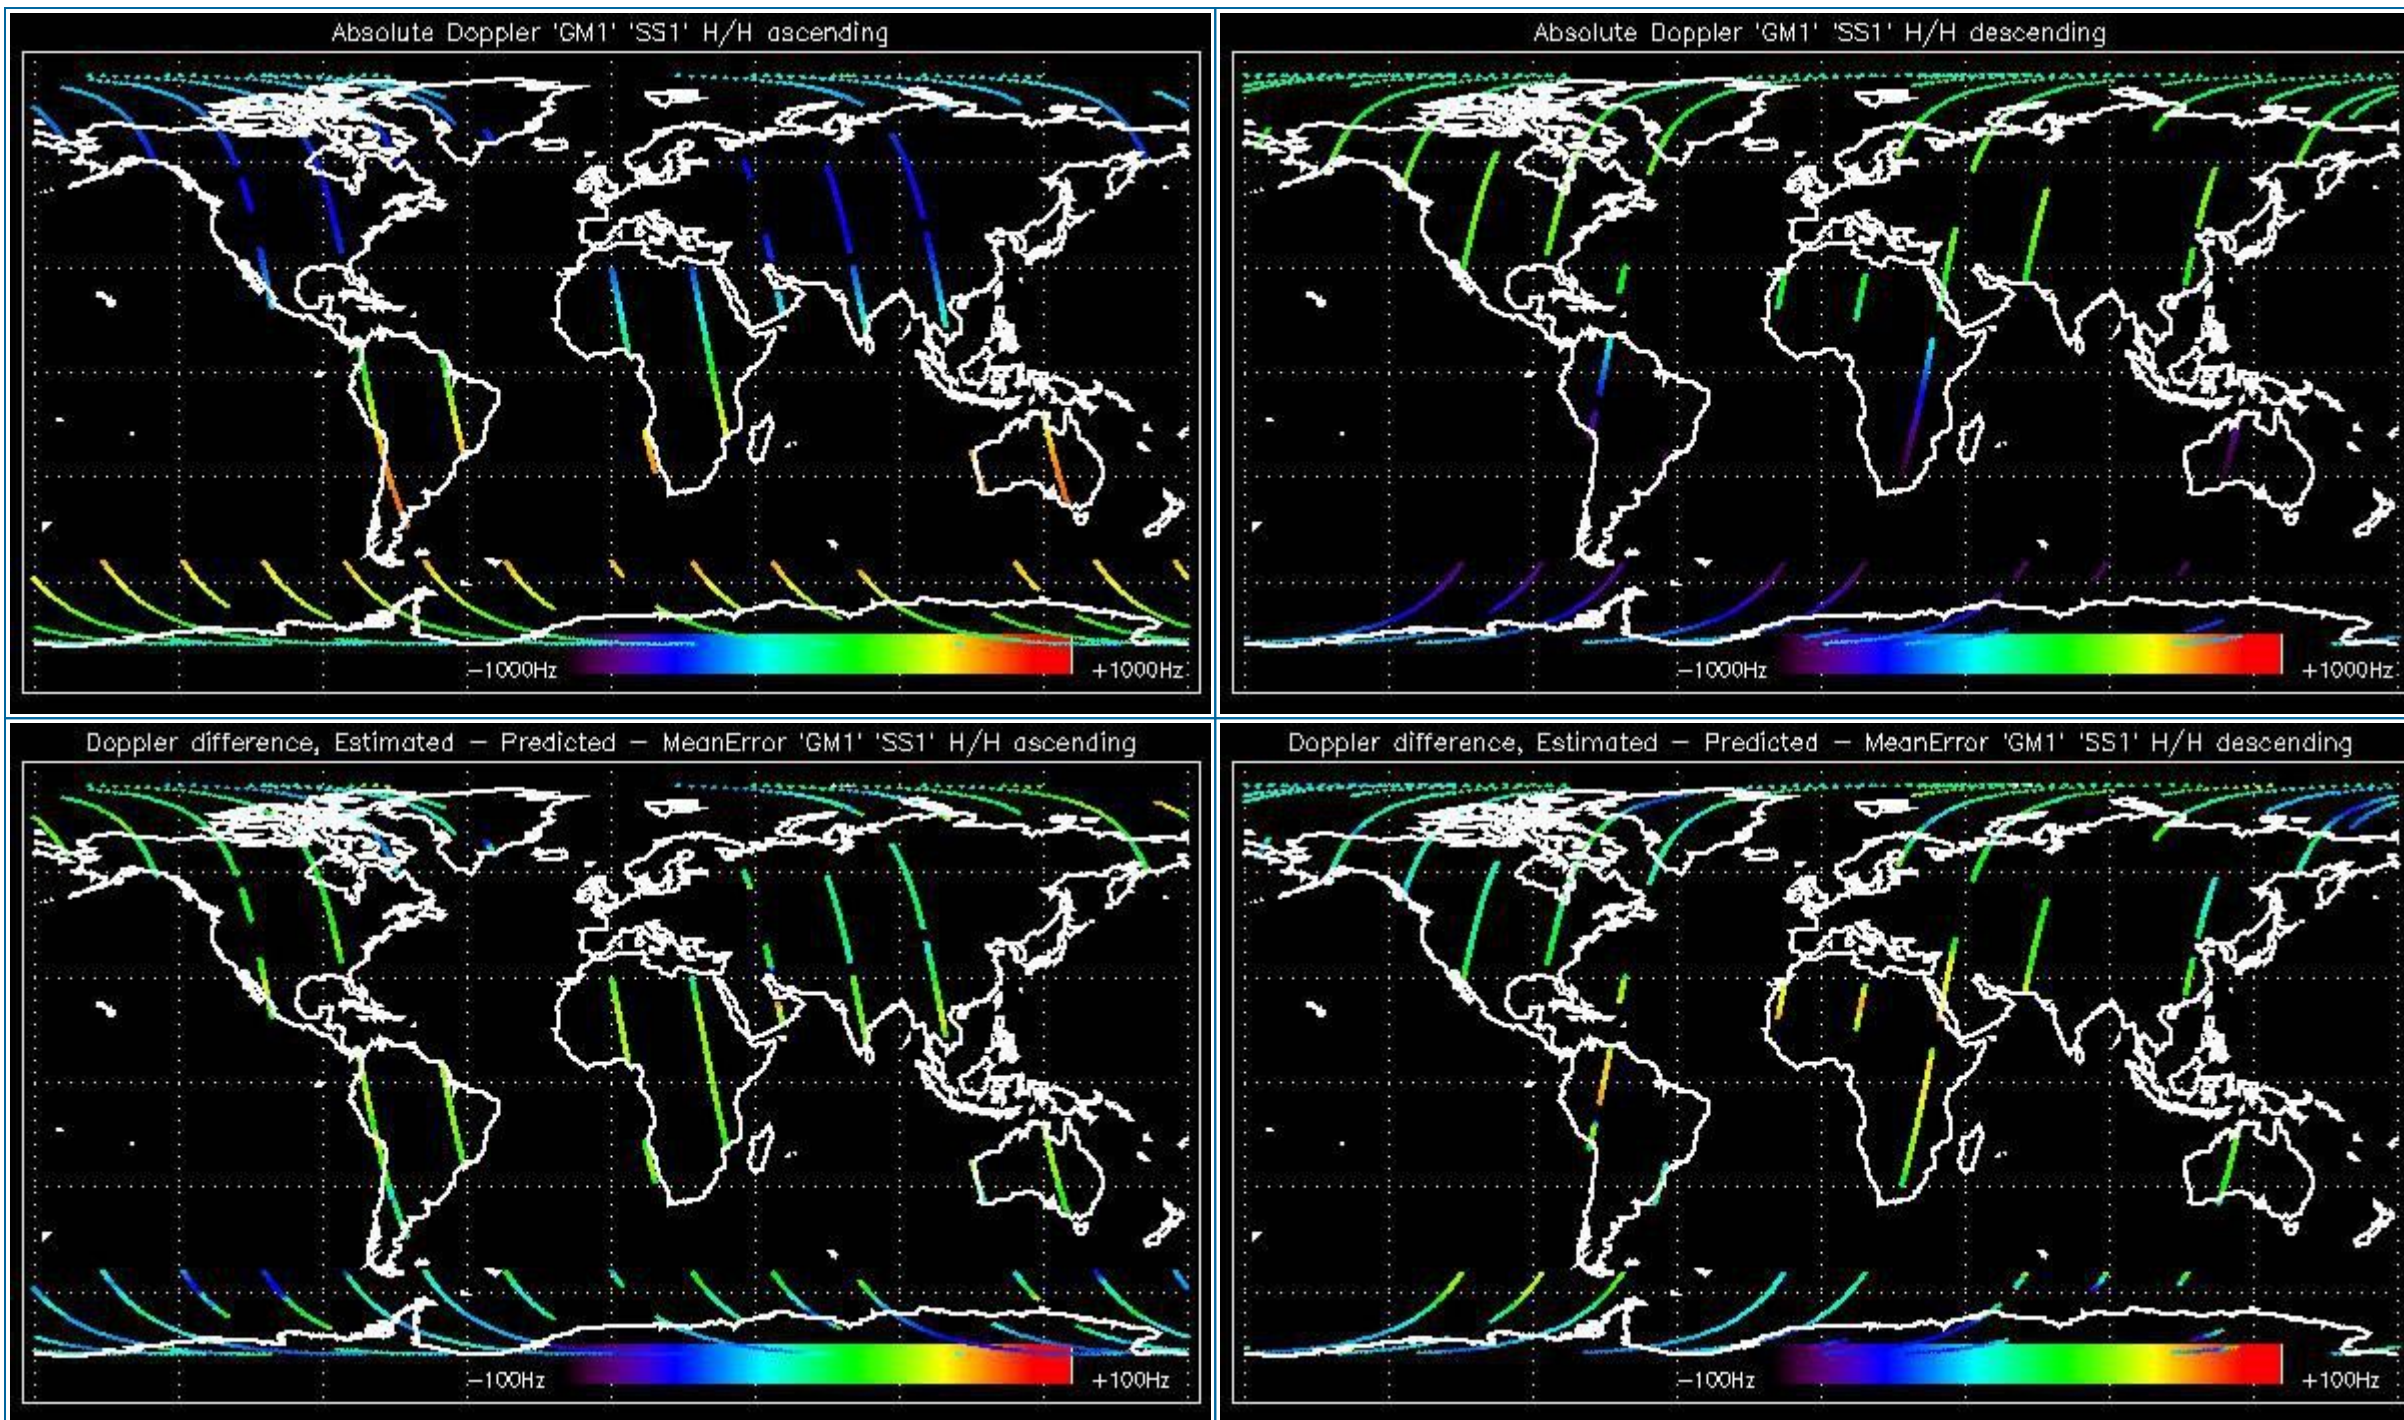 Absolute Doppler 'GM1' 'SS1' H/H ascending
-1000Hz
+1000Hz
Absolute Doppler 'GM1' 'SS1' H/H descending
-1000Hz
+1000Hz
Doppler difference, Estimated - Predicted - MeanError 'GM1' 'SS1' H/H ascending
-100Hz
+100Hz
Doppler difference, Estimated - Predicted - MeanError 'GM1' 'SS1' H/H descending
-100Hz
+100Hz